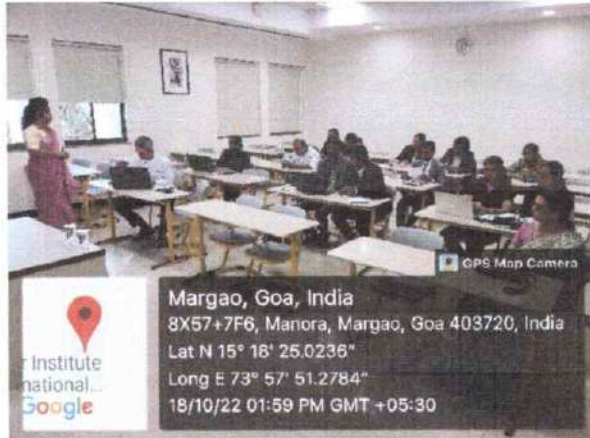 GPS Map Camera
Margao, Goa, India
8X57+7F6, Manora, Margao, Goa 403720, India
Lat N 15° 18' 25.0236"
Long E 73° 57' 51.2784"
18/10/22 01:59 PM GMT +05:30
r Institute
national...
Google